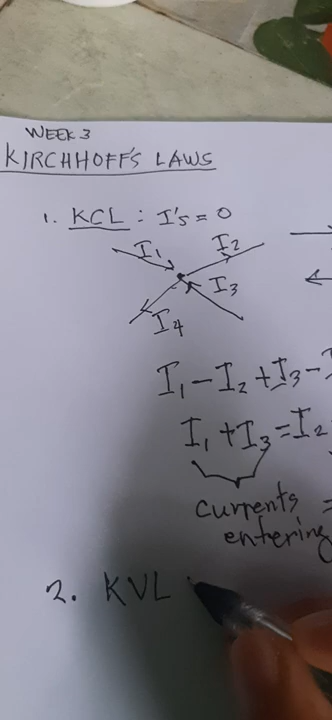 WEEK 3
KIRCHHOFF'S LAWS
1. KCL : I's = 0
I₁
I₂
I₃
I₄
I₁ - I₂ + I₃ -
I₁ + I₃ = I₂
currents =
entering
2. KVL